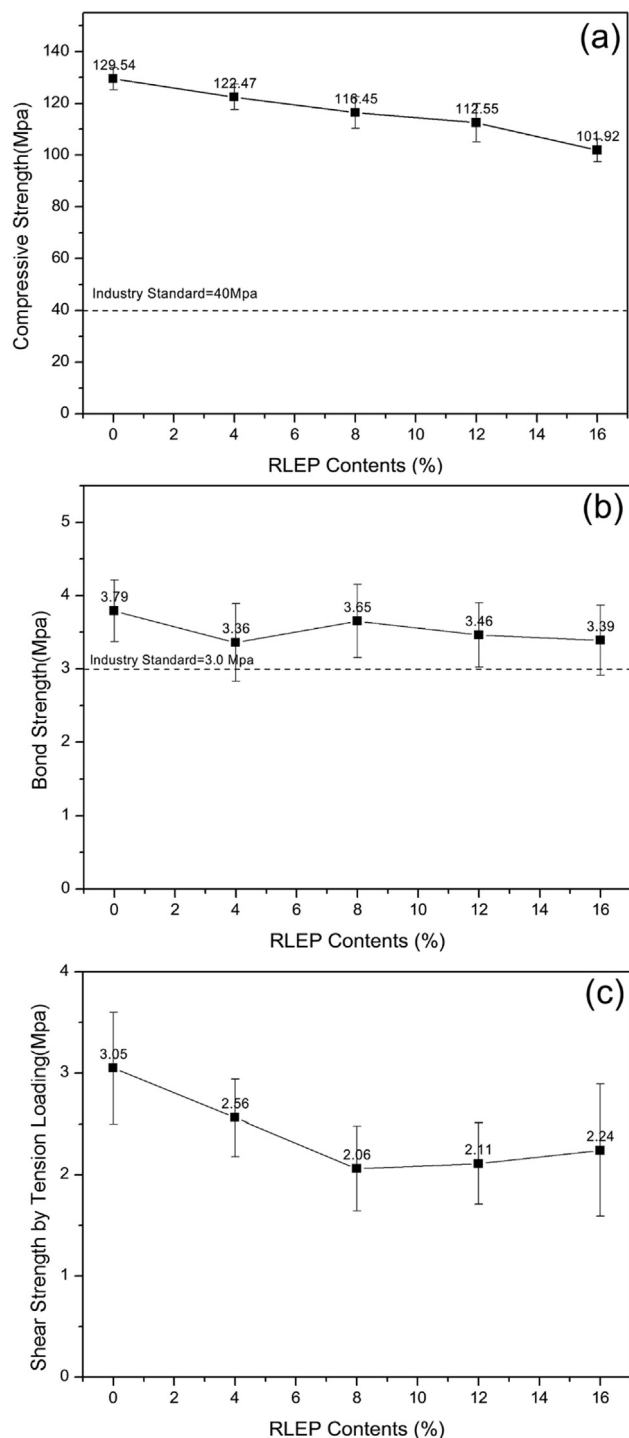 (a)
140
120
100
80
60
40
20
0
Compressive Strength(Mpa)
129.54
122.47
116.45
112.55
101.92
Industry Standard=40Mpa
0 2 4 6 8 10 12 14 16
RLEP Contents (%)
(b)
5
4
3
2
1
0
Bond Strength(Mpa)
3.79
3.36
3.65
3.46
3.39
Industry Standard=3.0 Mpa
0 2 4 6 8 10 12 14 16
RLEP Contents (%)
(c)
4
3
2
1
0
Shear Strength by Tension Loading(Mpa)
3.05
2.56
2.06
2.11
2.24
0 2 4 6 8 10 12 14 16
RLEP Contents (%)